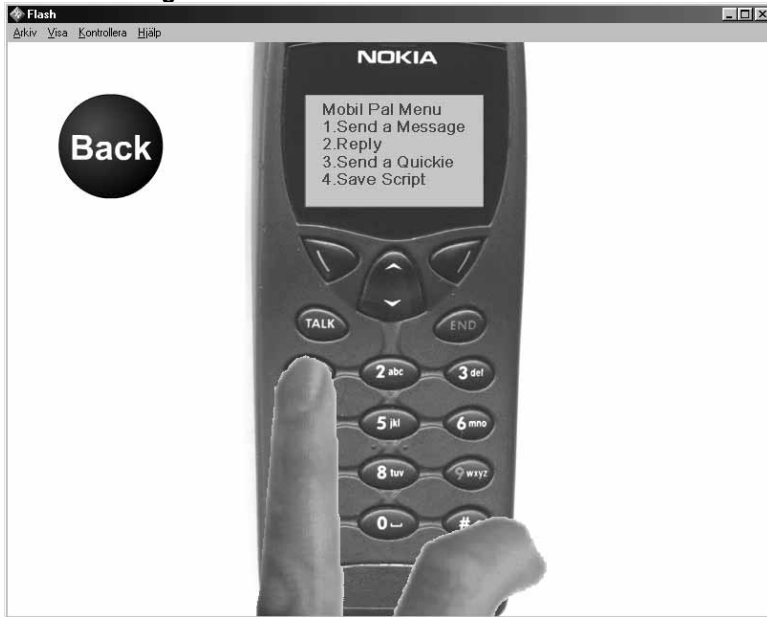 Flash
Arkiv Visa Kontrollera Hjälp
NOKIA
Back
Mobil Pal Menu
1.Send a Message
2.Reply
3.Send a Quickie
4.Save Script
TALK
END
2 abc
3 def
5 jkl
6 mno
8 tuv
9 wxyz
0
#